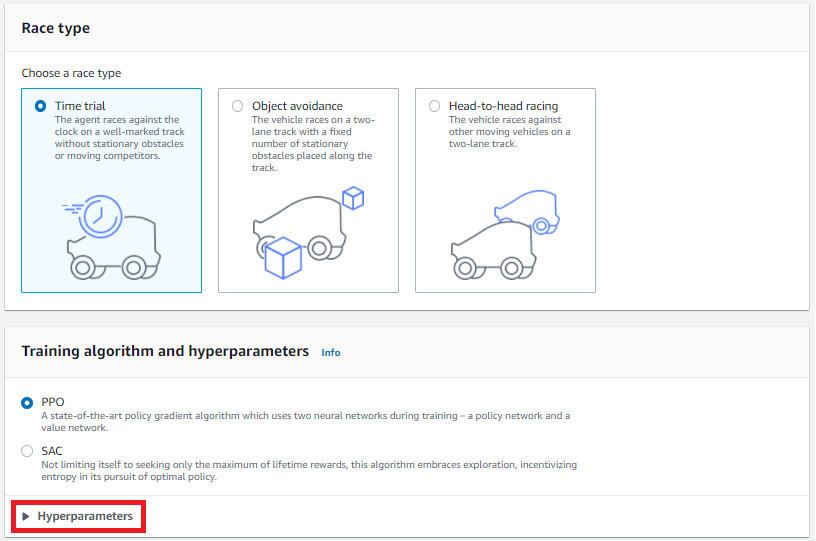 Race type
Choose a race type
Time trial
The agent races against the
clock on a well-marked track
without stationary obstacles
or moving competitors.
Object avoidance
The vehicle races on a two-
lane track with a fixed
number of stationary
obstacles placed along the
track.
Head-to-head racing
The vehicle races against
other moving vehicles on a
two-lane track.
Training algorithm and hyperparameters Info
PPO
A state-of-the-art policy gradient algorithm which uses two neural networks during training – a policy network and a
value network.
SAC
Not limiting itself to seeking only the maximum of lifetime rewards, this algorithm embraces exploration, incentivizing
entropy in its pursuit of optimal policy.
Hyperparameters